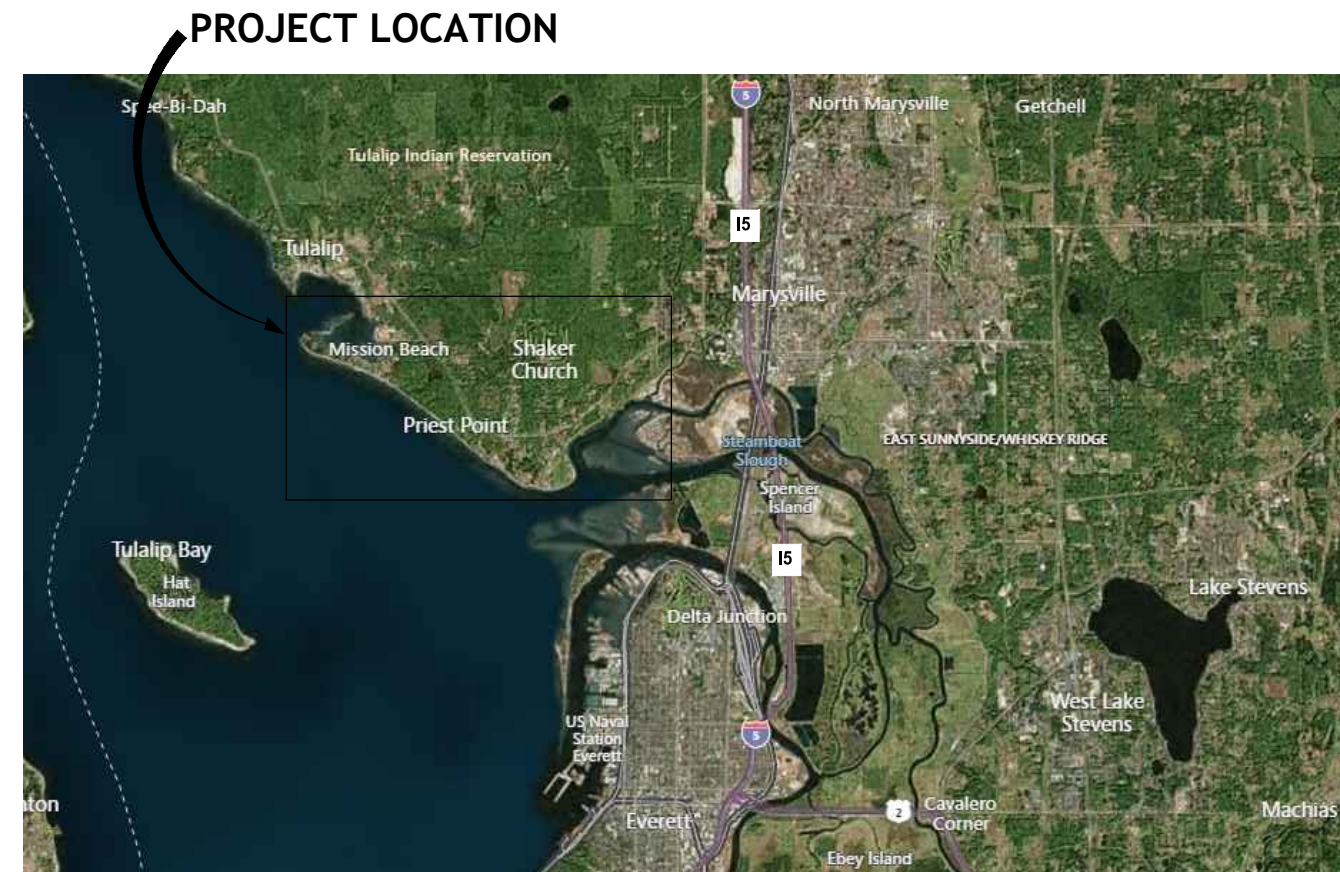 PROJECT LOCATION
Spee-Bi-Dah
5
North Marysville
Getchell
Tulalip Indian Reservation
I5
Tulalip
Marysville
Mission Beach
Shaker
Church
Priest Point
Steamboat
Slough
EAST SUNNYSIDE/WHISKEY RIDGE
Spencer
Island
Tulalip Bay
Hat
Island
I5
Lake Stevens
Delta Junction
West Lake
Stevens
US Naval
Station
Everett
5
ton
Everett
2
Cavalero
Corner
Machias
Ebey Island